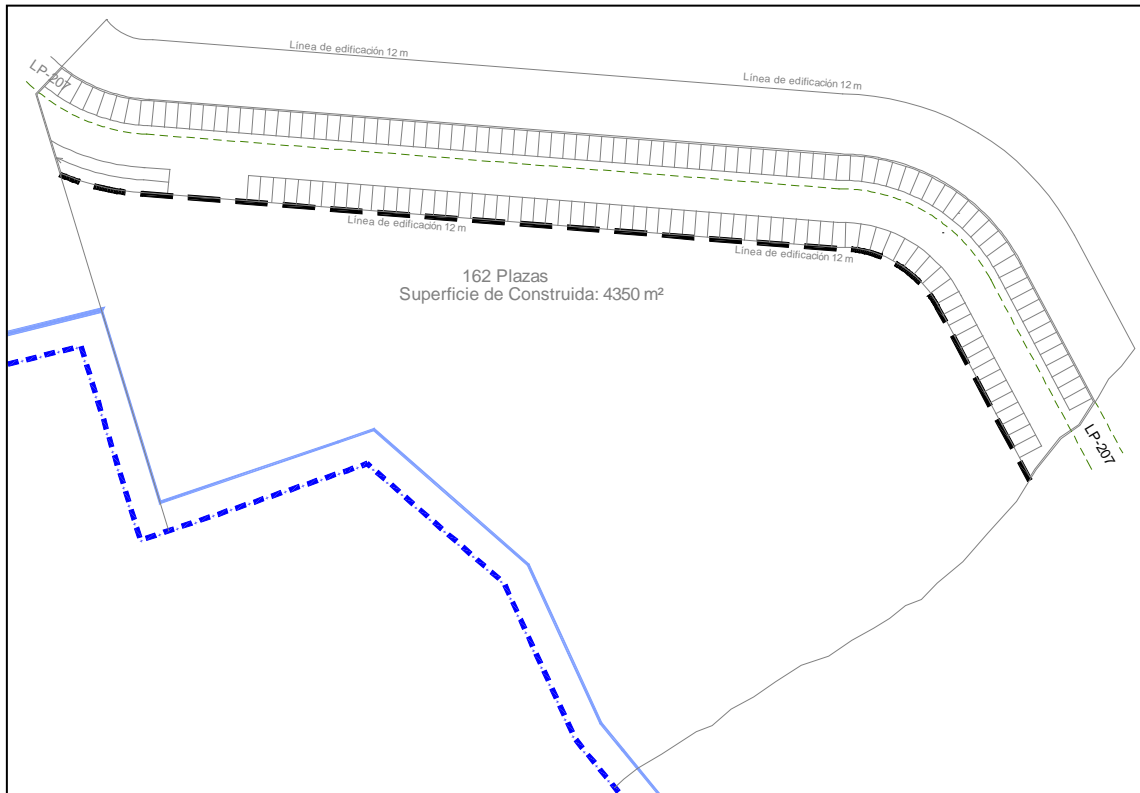 Línea de edificación 12 m
LP-207
Línea de edificación 12 m
Línea de edificación 12 m
Línea de edificación 12 m
162 Plazas
Superficie de Construida: 4350 m²
LP-207